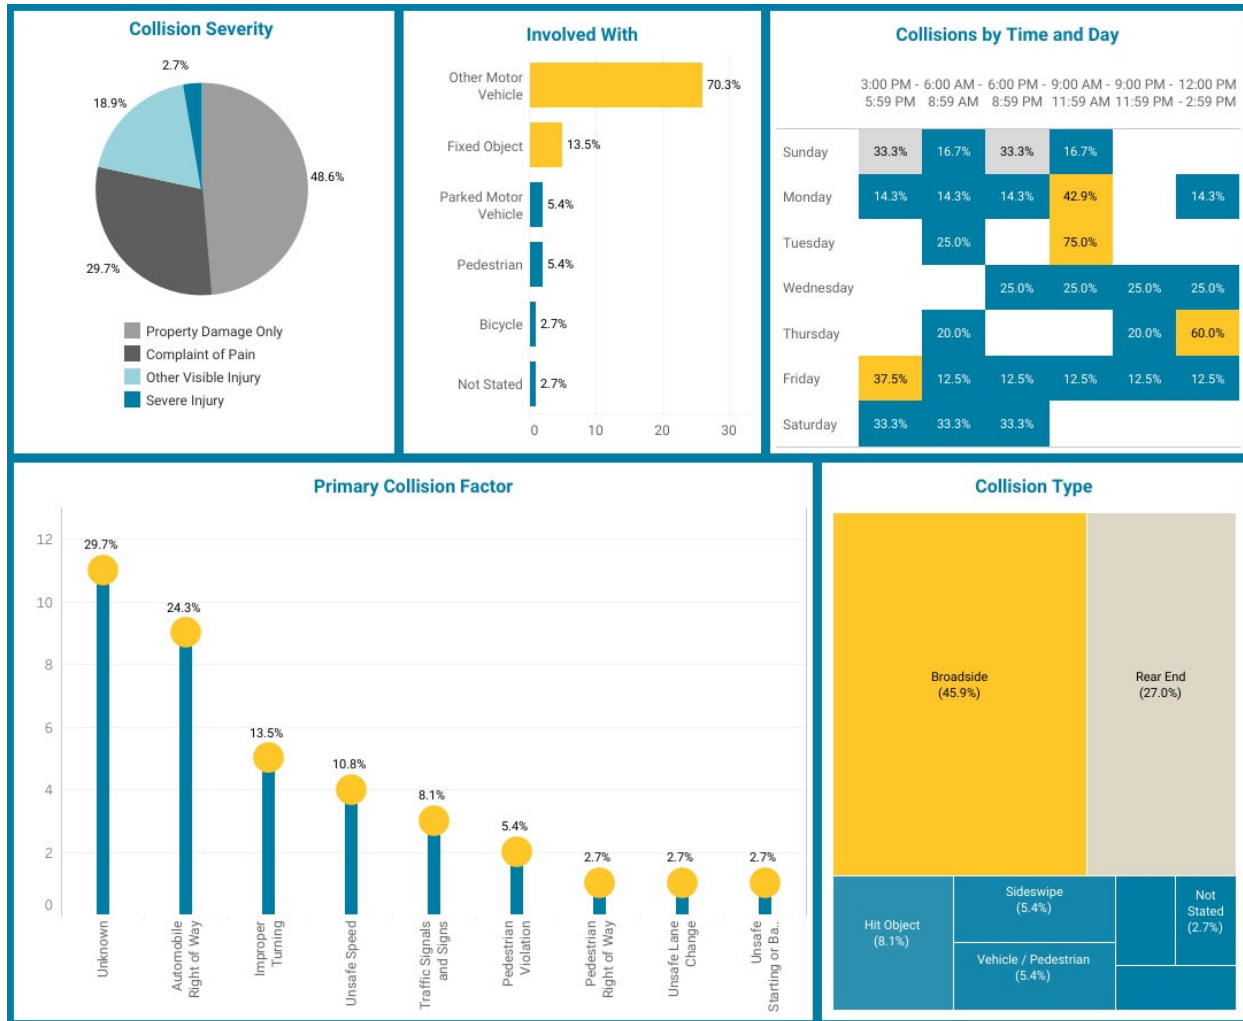 Collision Severity
2.7%
18.9%
48.6%
29.7%
Property Damage Only
Complaint of Pain
Other Visible Injury
Severe Injury
Involved With
Other Motor
Vehicle
70.3%
Fixed Object
13.5%
Parked Motor
Vehicle
5.4%
Pedestrian
5.4%
Bicycle
2.7%
Not Stated
2.7%
0 10 20 30
Collisions by Time and Day
3:00 PM - 6:00 AM - 6:00 PM - 9:00 AM - 9:00 PM - 12:00 PM
5:59 PM 8:59 AM 8:59 PM 11:59 AM 11:59 PM - 2:59 PM
Sunday 33.3% 16.7% 33.3% 16.7%
Monday 14.3% 14.3% 14.3% 42.9% 14.3%
Tuesday 25.0% 75.0%
Wednesday 25.0% 25.0% 25.0% 25.0%
Thursday 20.0% 20.0% 60.0%
Friday 37.5% 12.5% 12.5% 12.5% 12.5% 12.5%
Saturday 33.3% 33.3% 33.3%
Primary Collision Factor
12
10
8
6
4
2
0
29.7%
24.3%
13.5%
10.8%
8.1%
5.4%
2.7%
2.7%
2.7%
Unknown
Automobile
Right of Way
Improper
Turning
Unsafe Speed
Traffic Signals
and Signs
Pedestrian
Violation
Pedestrian
Right of Way
Unsafe Lane
Change
Unsafe
Starting or Ba..
Collision Type
Broadside
(45.9%)
Rear End
(27.0%)
Hit Object
(8.1%)
Sideswipe
(5.4%)
Vehicle / Pedestrian
(5.4%)
Not
Stated
(2.7%)